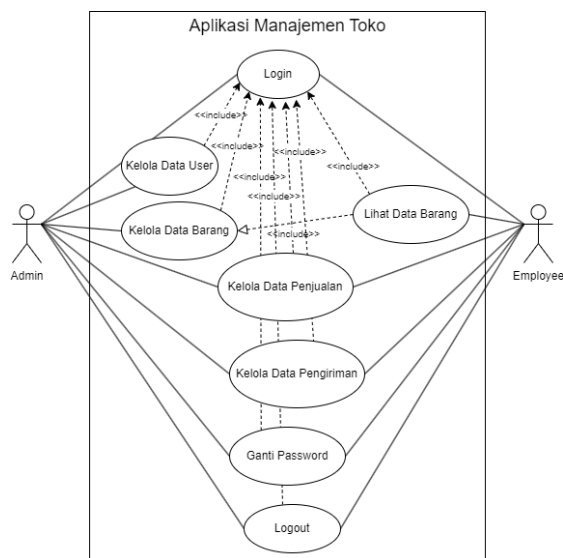 Aplikasi Manajemen Toko
Login
<<include>>
<<include>>
<<include>>
Kelola Data User
<<include>>
<<include>>
<<include>>
<<include>>
Kelola Data Barang
Lihat Data Barang
<<include>>
Admin
Employee
Kelola Data Penjualan
Kelola Data Pengiriman
Ganti Password
Logout